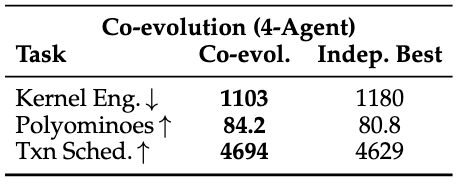 Co-evolution (4-Agent)
Task Co-evol. Indep. Best
Kernel Eng. ↓ 1103 1180
Polyominoes ↑ 84.2 80.8
Txn Sched. ↑ 4694 4629